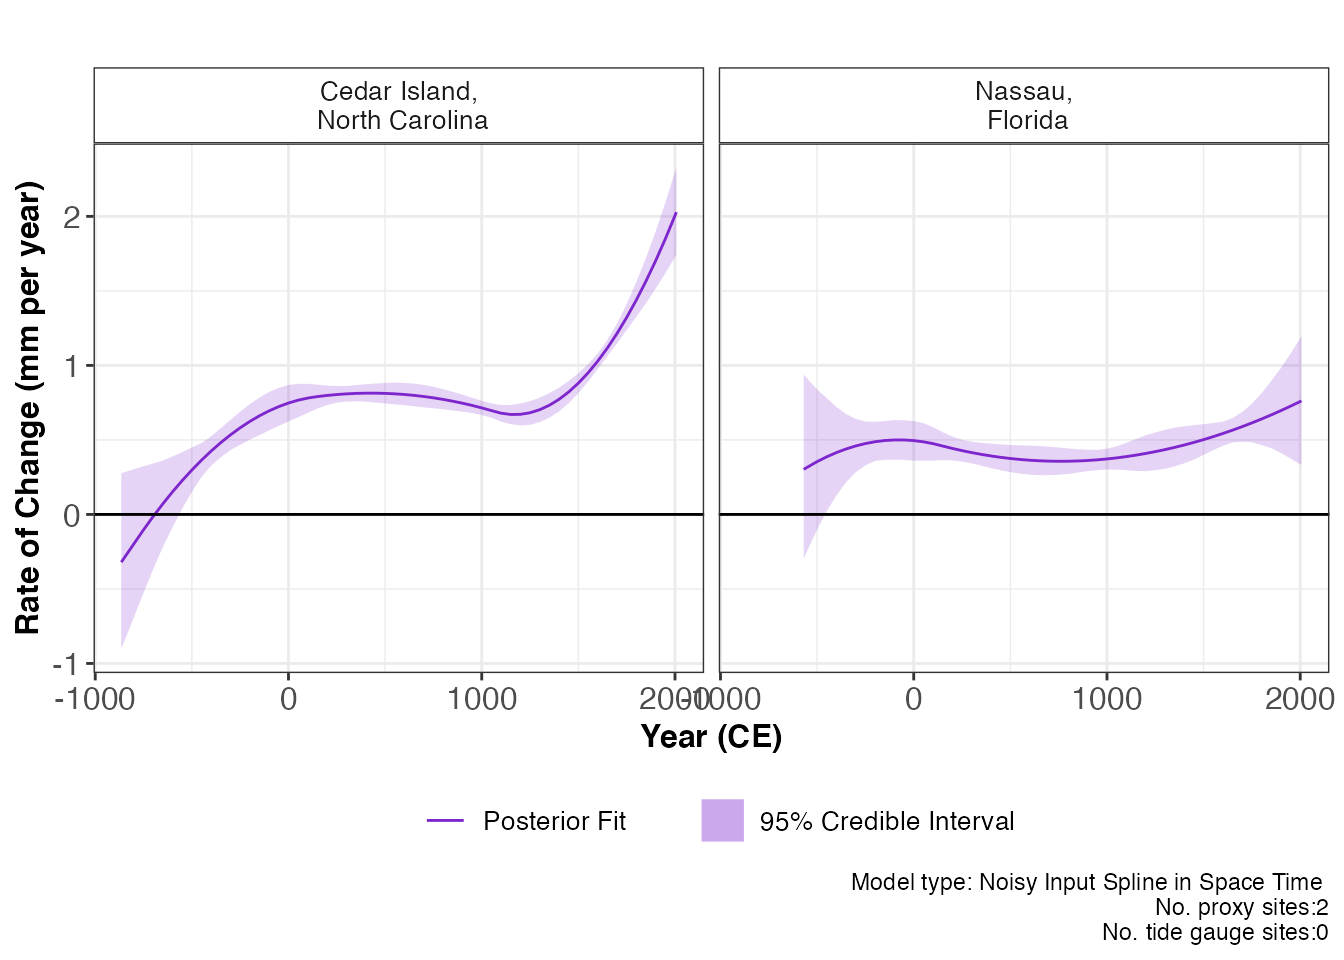 Cedar Island,
North Carolina
Nassau,
Florida
Rate of Change (mm per year)
2
1
0
-1
-1000 0 1000 2000
-1000 0 1000 2000
Year (CE)
Posterior Fit
95% Credible Interval
Model type: Noisy Input Spline in Space Time
No. proxy sites:2
No. tide gauge sites:0